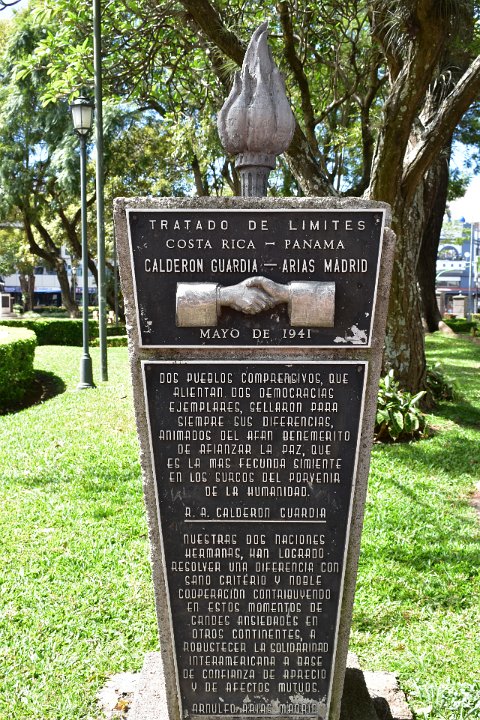 TRATADO DE LIMITES
COSTA RICA — PANAMA
CALDERON GUARDIA — ARIAS MADRID
MAYO DE 1941
DOS PUEBLOS COMPRENSIVOS, QUE
ALIENTAN DOS DEMOCRACIAS
EJEMPLARES, SELLARON PARA
SIEMPRE SUS DIFERENCIAS,
ANIMADOS DEL AFAN BENEMERITO
DE AFIANZAR LA PAZ, QUE
ES LA MAS FECUNDA SIMIENTE
EN LOS SURCOS DEL PORVENIR
DE LA HUMANIDAD.
R. A. CALDERON GUARDIA
NUESTRAS DOS NACIONES
HERMANAS, HAN LOGRADO
RESOLVER UNA DIFERENCIA CON
SANO CRITERIO Y NOBLE
COOPERACIÓN CONTRIBUYENDO
EN ESTOS MOMENTOS DE
GANDES ANSIEDADES EN
OTROS CONTINENTES, A
ROBUSTECER LA SOLIDARIDAD
INTERAMERICANA A BASE
DE CONFIANZA DE APRECIO
Y DE AFECTOS MUTUOS.
ARNULFO ARIAS MADRID